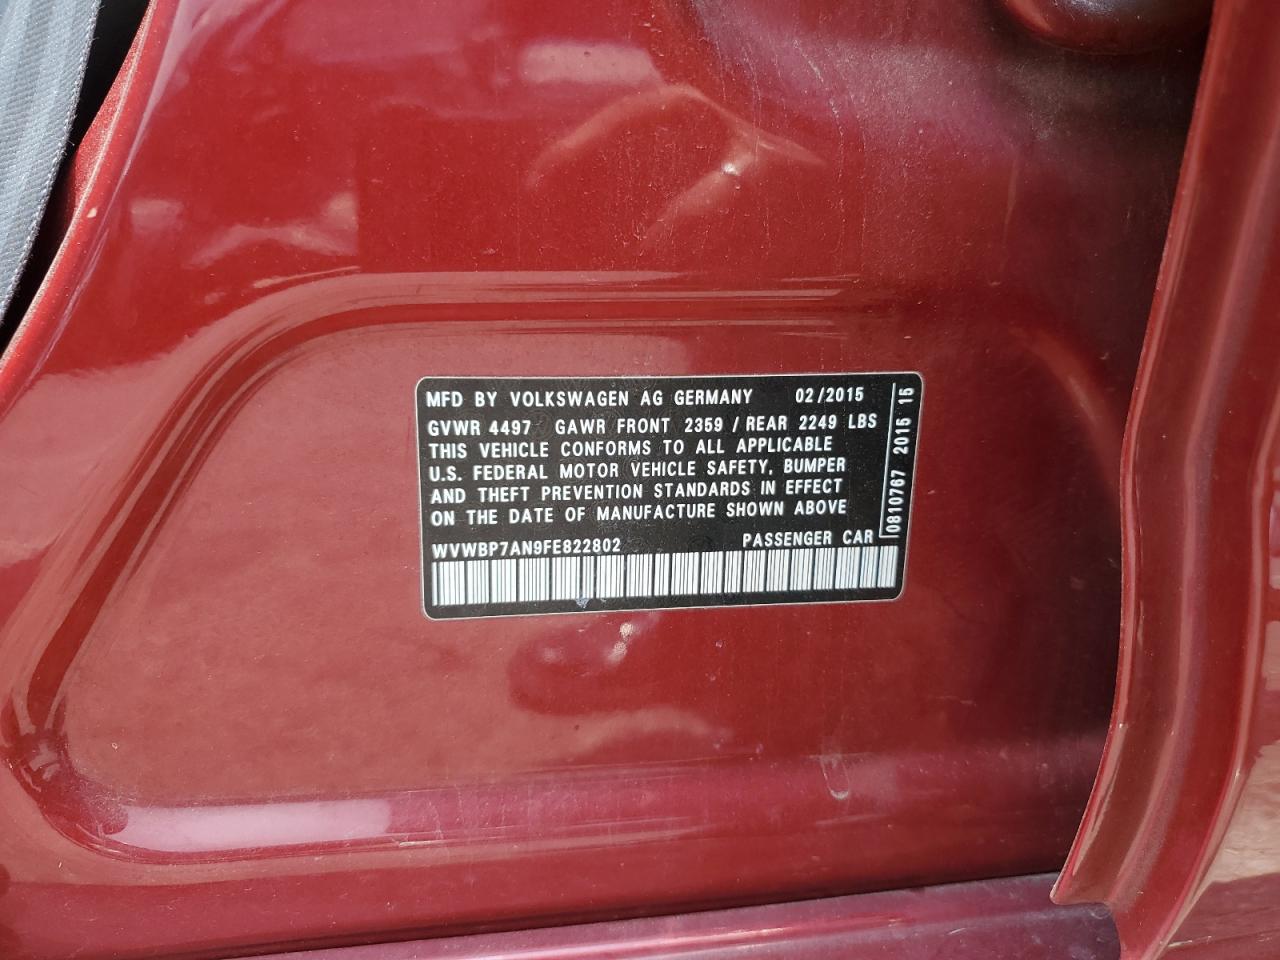 MFD BY VOLKSWAGEN AG GERMANY 02/2015
GVWR 4497 GAWR FRONT 2359 / REAR 2249 LBS
THIS VEHICLE CONFORMS TO ALL APPLICABLE
U.S. FEDERAL MOTOR VEHICLE SAFETY, BUMPER
AND THEFT PREVENTION STANDARDS IN EFFECT
ON THE DATE OF MANUFACTURE SHOWN ABOVE
WVWBP7AN9FE822802 PASSENGER CAR
0810767 2015 15